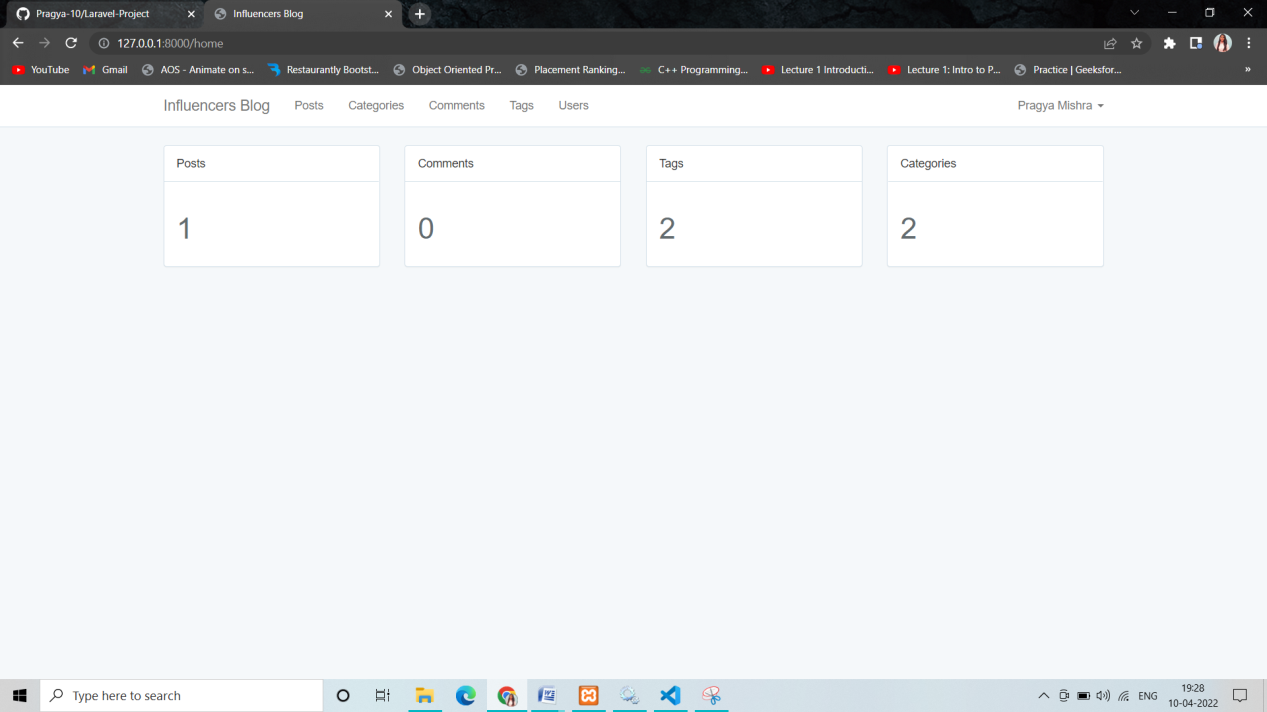 Pragya-10/Laravel-Project
Influencers Blog
127.0.0.1:8000/home
YouTube
Gmail
AOS - Animate on s...
Restaurantly Bootst...
Object Oriented Pr...
Placement Ranking...
C++ Programming...
Lecture 1 Introducti...
Lecture 1: Intro to P...
Practice | Geeksfor...
»
Influencers Blog
Posts
Categories
Comments
Tags
Users
Pragya Mishra
Posts
Comments
Tags
Categories
1
0
2
2
Type here to search
ENG
19:28
10-04-2022